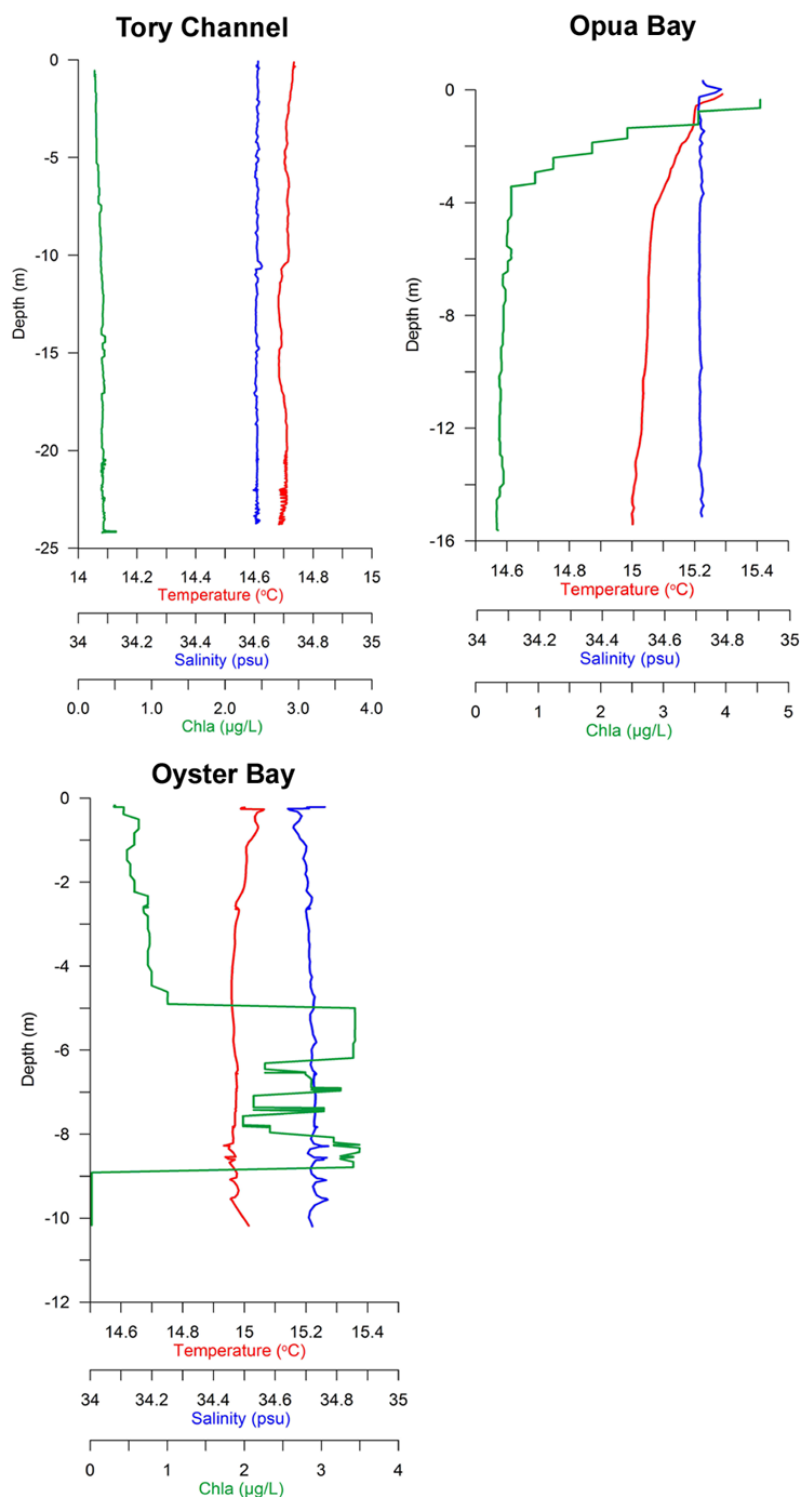 Tory Channel
0
-5
-10
-15
-20
-25
Depth (m)
14 14.2 14.4 14.6 14.8 15
Temperature (°C)
34 34.2 34.4 34.6 34.8 35
Salinity (psu)
0.0 1.0 2.0 3.0 4.0
Chla (µg/L)
Opua Bay
0
-4
-8
-12
-16
Depth (m)
14.6 15 15.2 15.4
Temperature (°C)
34 34.2 34.4 34.6 34.8 35
Salinity (psu)
0 1 2 3 4 5
Chla (µg/L)
Oyster Bay
0
-2
-4
-6
-8
-10
-12
Depth (m)
14.6 14.8 15 15.2 15.4
Temperature (°C)
34 34.2 34.4 34.6 34.8 35
Salinity (psu)
0 1 2 3 4
Chla (µg/L)